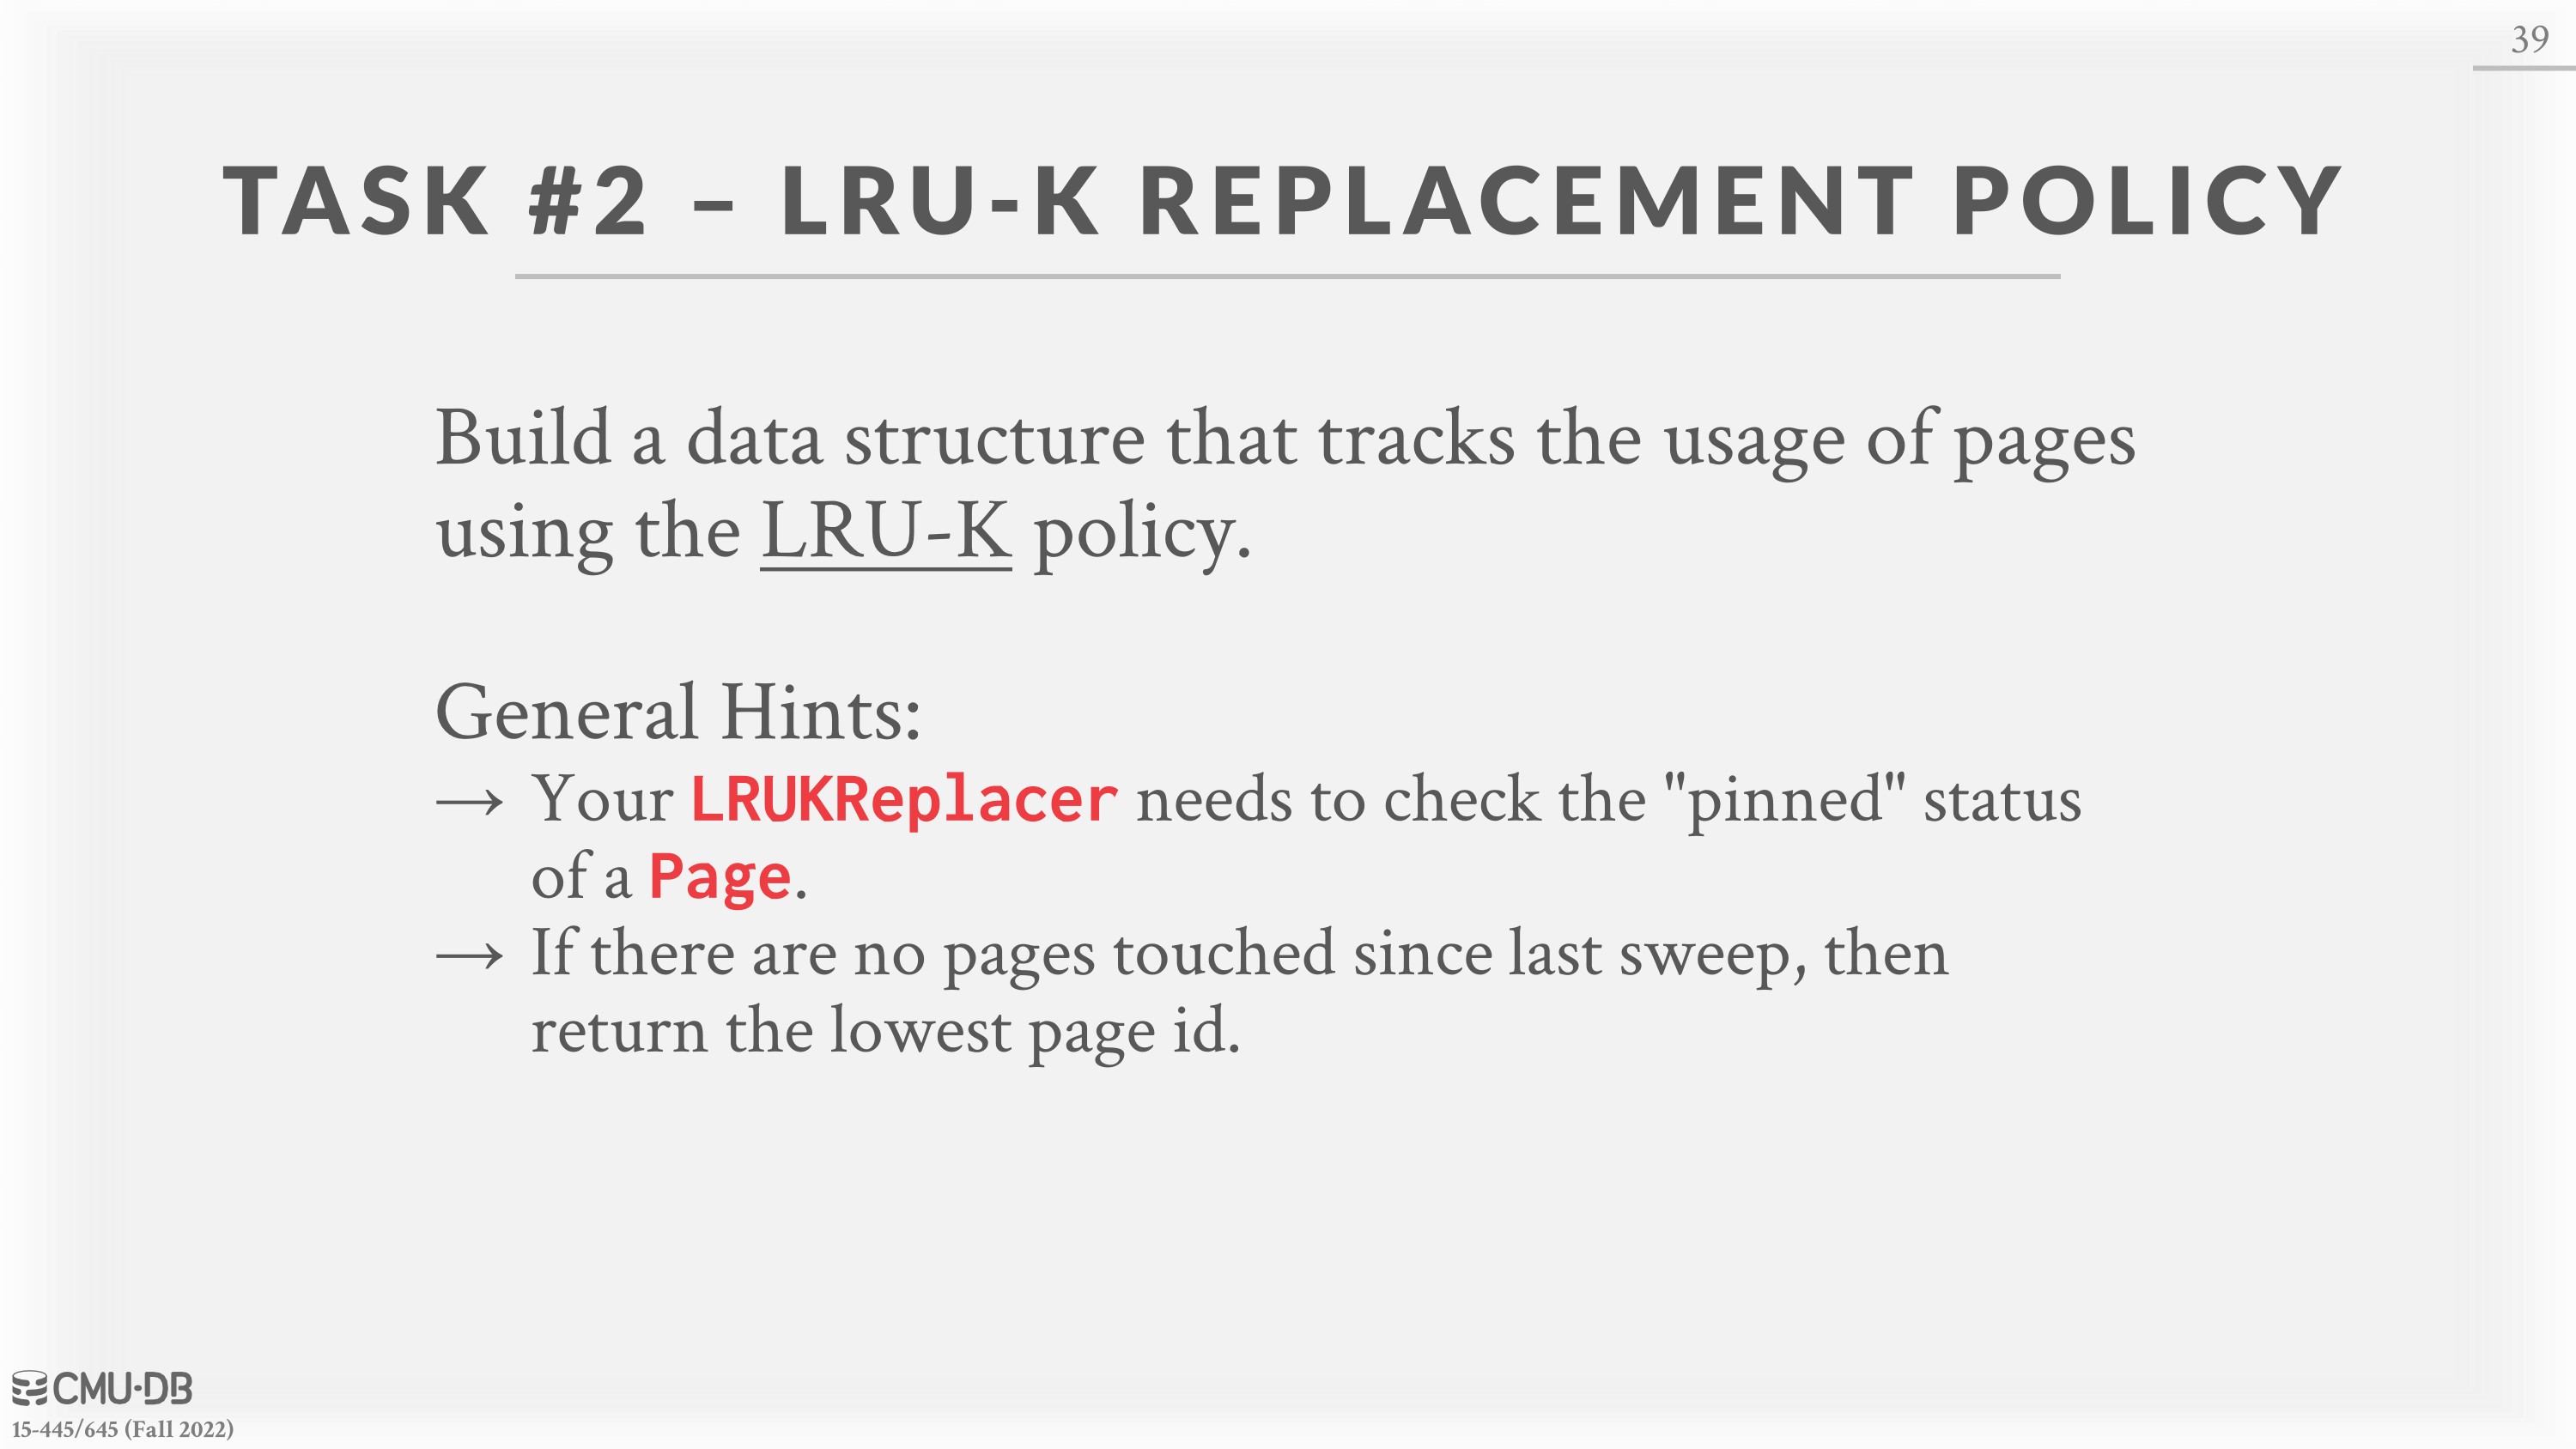 39
TASK #2 – LRU-K REPLACEMENT POLICY
Build a data structure that tracks the usage of pages
using the LRU-K policy.
General Hints:
→ Your LRUKReplacer needs to check the "pinned" status
of a Page.
→ If there are no pages touched since last sweep, then
return the lowest page id.
CMU·DB
15-445/645 (Fall 2022)